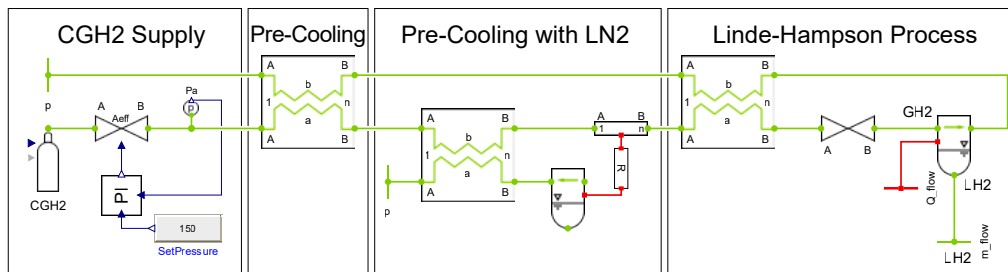 CGH2 Supply
Pre-Cooling
Pre-Cooling with LN2
Linde-Hampson Process
p
A
B
Aeff
Pa
P
CGH2
PI
150
SetPressure
A
B
b
1
n
a
A
B
A
B
b
1
n
a
A
B
p
A
B
1
n
R
A
B
b
1
n
a
A
B
A
B
GH2
Q_flow
LH2
LH2
m_flow